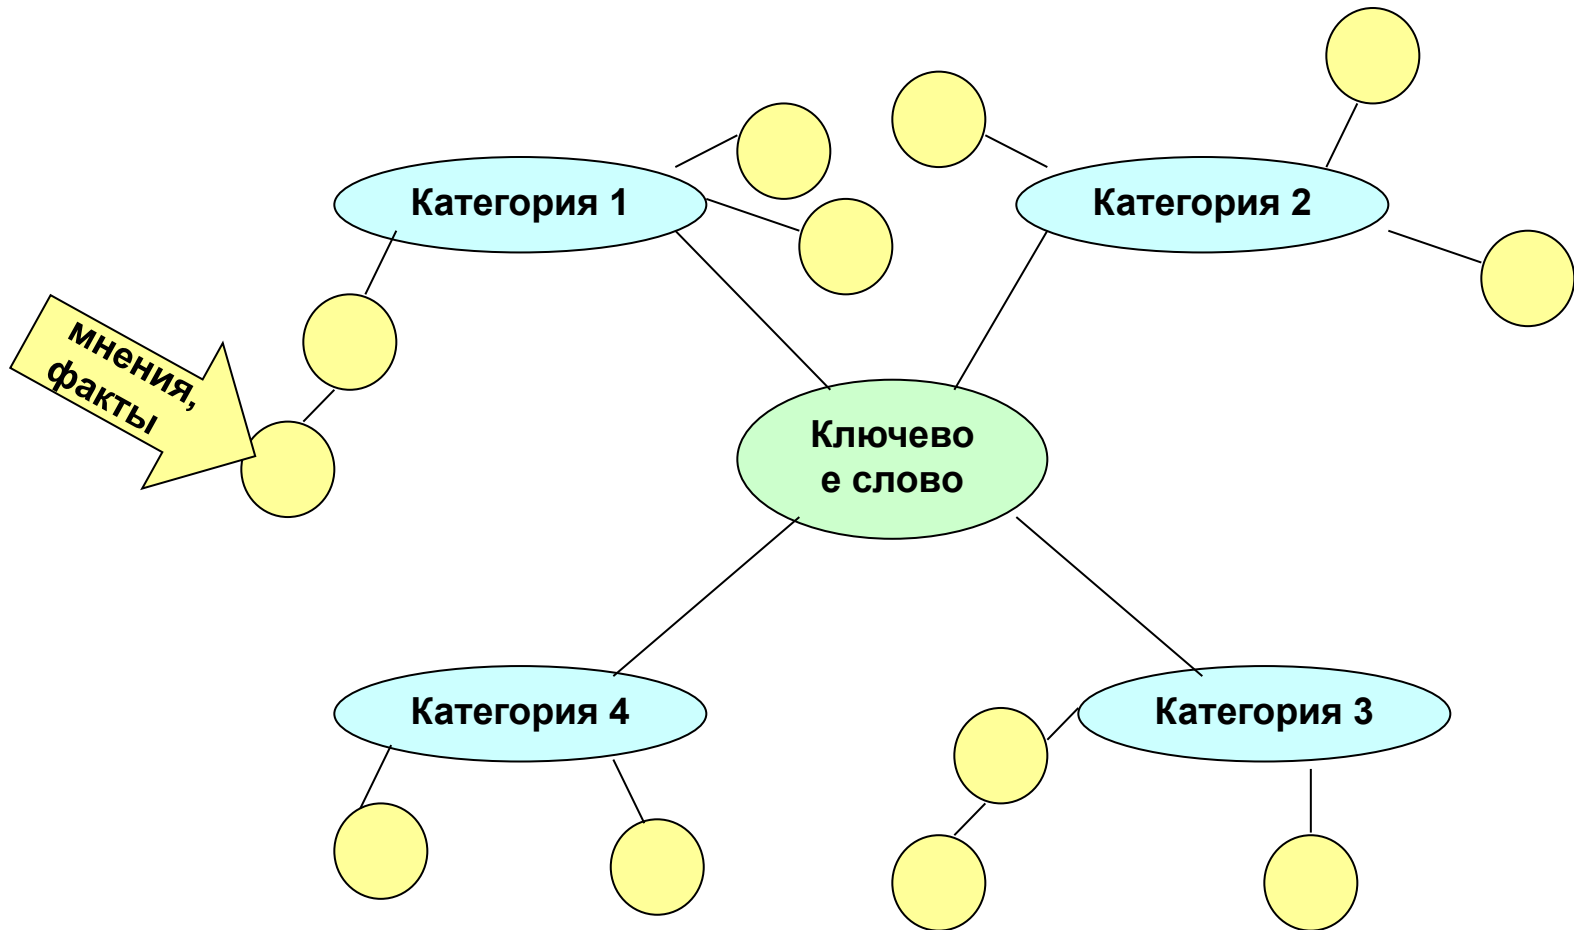 Категория 1
Категория 2
мнения,
факты
Ключево
е слово
Категория 4
Категория 3